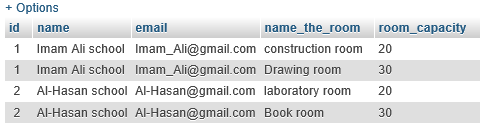 + Options
id name email name_the_room room_capacity
1 Imam Ali school Imam_Ali@gmail.com construction room 20
1 Imam Ali school Imam_Ali@gmail.com Drawing room 30
2 Al-Hasan school Al-Hasan@gmail.com laboratory room 20
2 Al-Hasan school Al-Hasan@gmail.com Book room 30